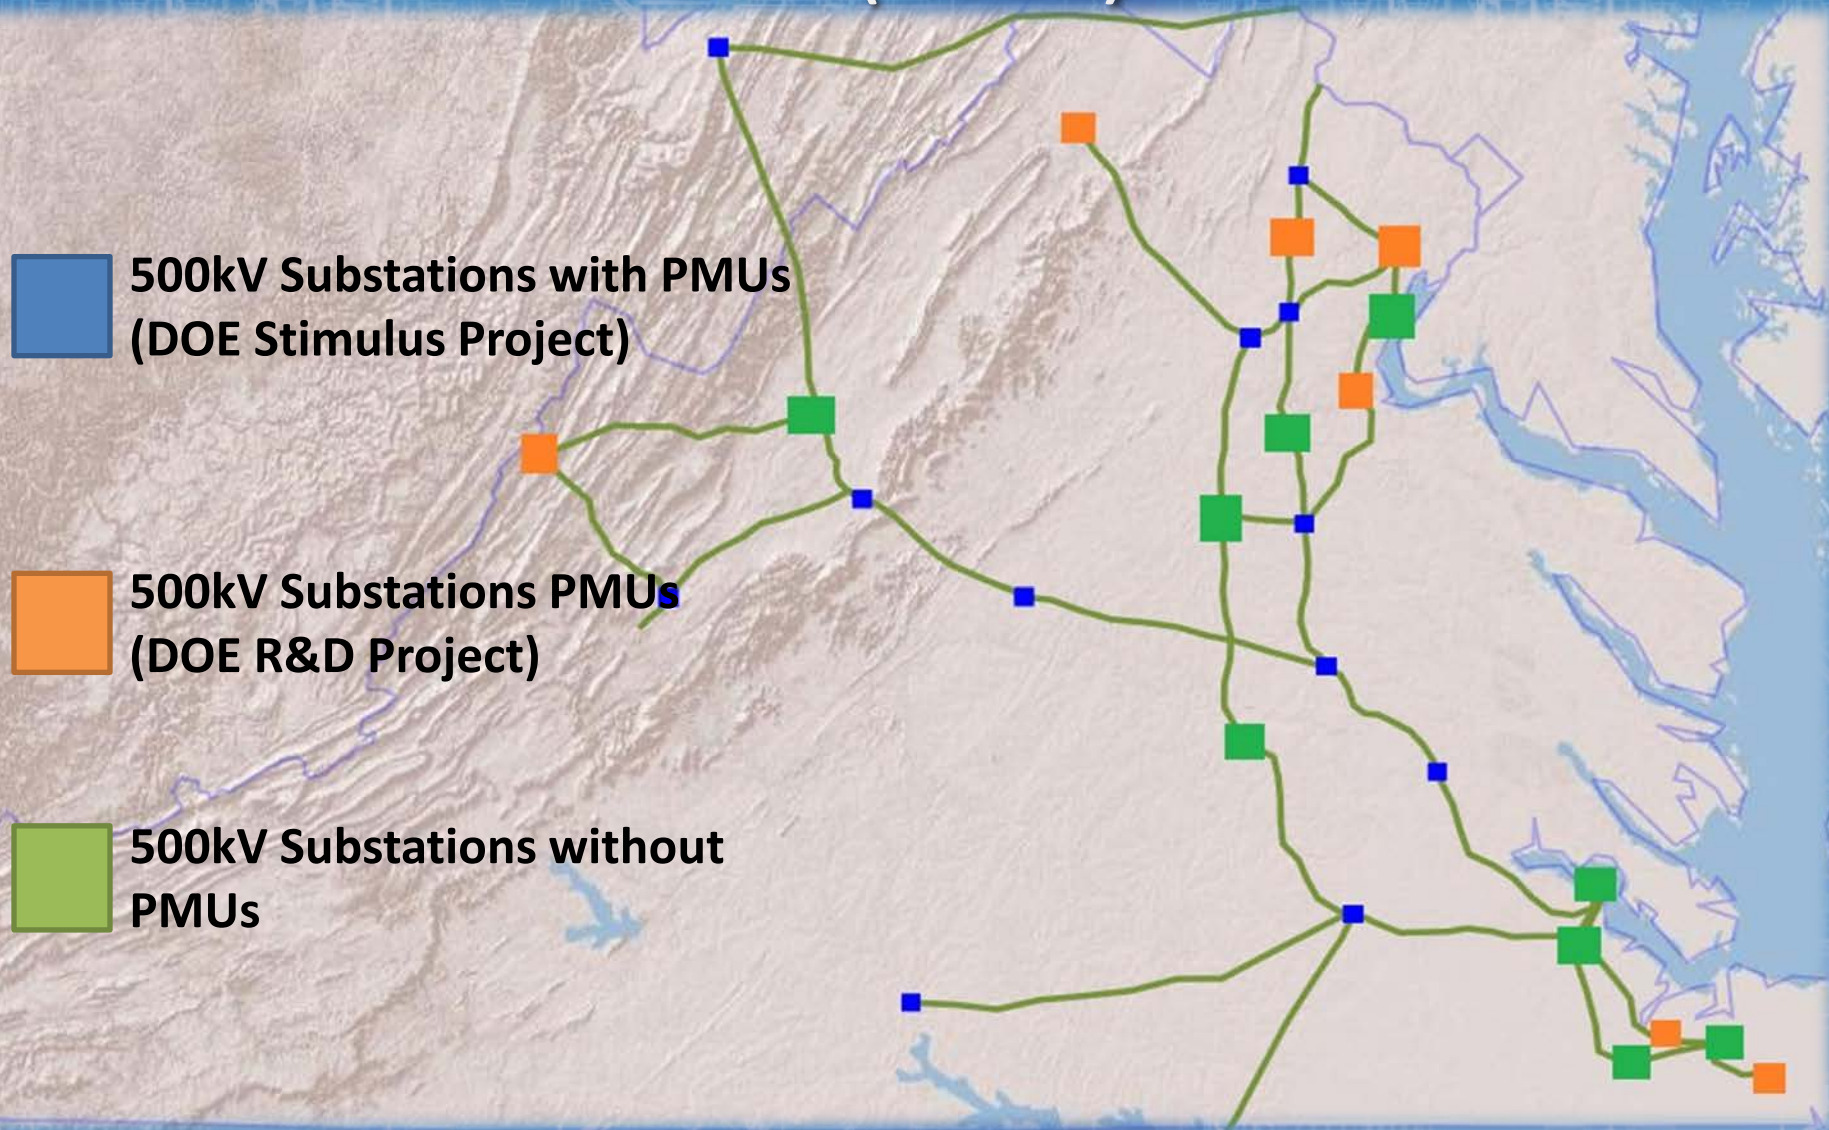 500kV Substations with PMUs
(DOE Stimulus Project)
500kV Substations PMUs
(DOE R&D Project)
500kV Substations without
PMUs